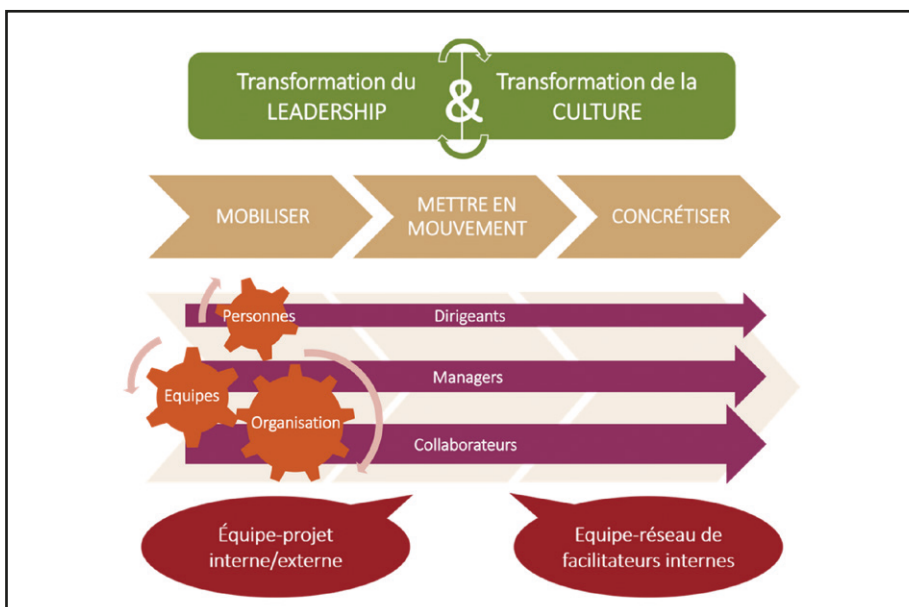 Transformation du
LEADERSHIP
&
Transformation de la
CULTURE
MOBILISER
METTRE EN
MOUVEMENT
CONCRÉTISER
Personnes
Dirigeants
Equipes
Managers
Organisation
Collaborateurs
Équipe-projet
interne/externe
Equipe-réseau de
facilitateurs internes